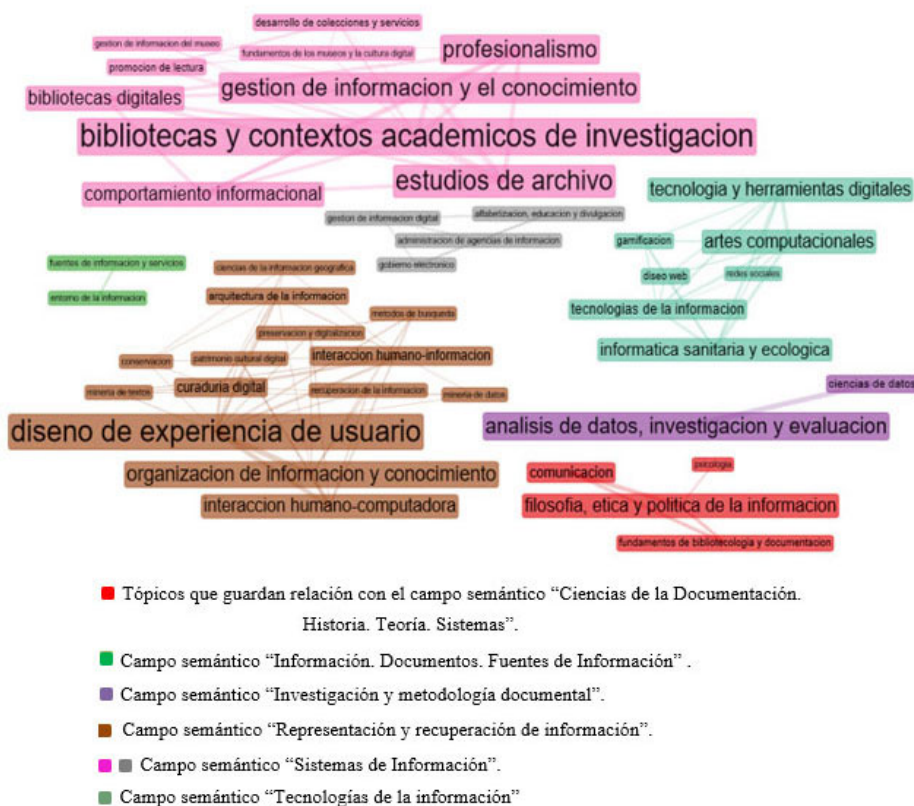 desarrollo de colecciones y servicios
gestion de informacion del museo
profesionalismo
fundamentos de los museos y la cultura digital
promocion de lectura
gestion de informacion y el conocimiento
bibliotecas digitales
bibliotecas y contextos academicos de investigacion
estudios de archivo
comportamiento informacional
tecnologia y herramientas digitales
gestion de informacion digital
alfabetizacion, educacion y divulgacion
administracion de agencias de informacion
gamificacion
artes computacionales
fuentes de informacion y servicios
ciencias de la informacion geografica
gobierno electronico
diseo web
redes sociales
entorno de la informacion
arquitectura de la informacion
metodos de busqueda
tecnologias de la informacion
preservacion y digitalizacion
conservacion
patrimonio cultural digital
interaccion humano-informacion
informatica sanitaria y ecologica
mineria de textos
curaduria digital
recuperacion de la informacion
mineria de datos
ciencias de datos
diseno de experiencia de usuario
analisis de datos, investigacion y evaluacion
organizacion de informacion y conocimiento
comunicacion
psicologia
interaccion humano-computadora
filosofia, etica y politica de la informacion
fundamentos de bibliotecologia y documentacion
Tópicos que guardan relación con el campo semántico “Ciencias de la Documentación.
Historia. Teoría. Sistemas”.
Campo semántico “Información. Documentos. Fuentes de Información” .
Campo semántico “Investigación y metodología documental”.
Campo semántico “Representación y recuperación de información”.
Campo semántico “Sistemas de Información”.
Campo semántico “Tecnologías de la información”